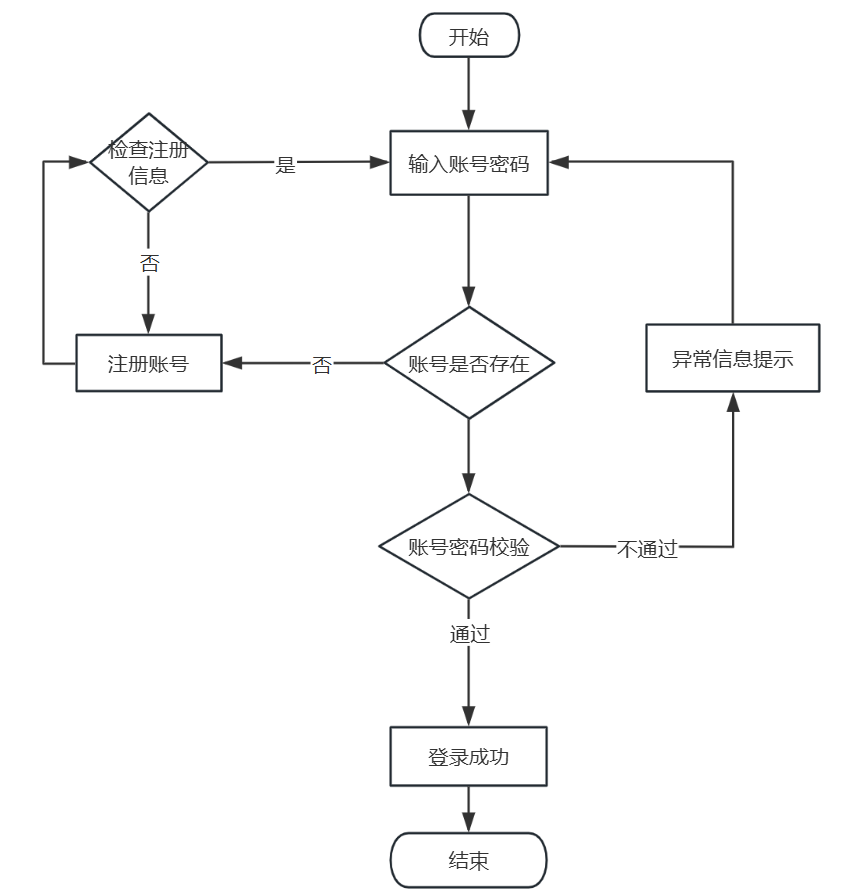 开始
检查注册
信息
是
输入账号密码
否
注册账号
否
账号是否存在
异常信息提示
账号密码校验
不通过
通过
登录成功
结束